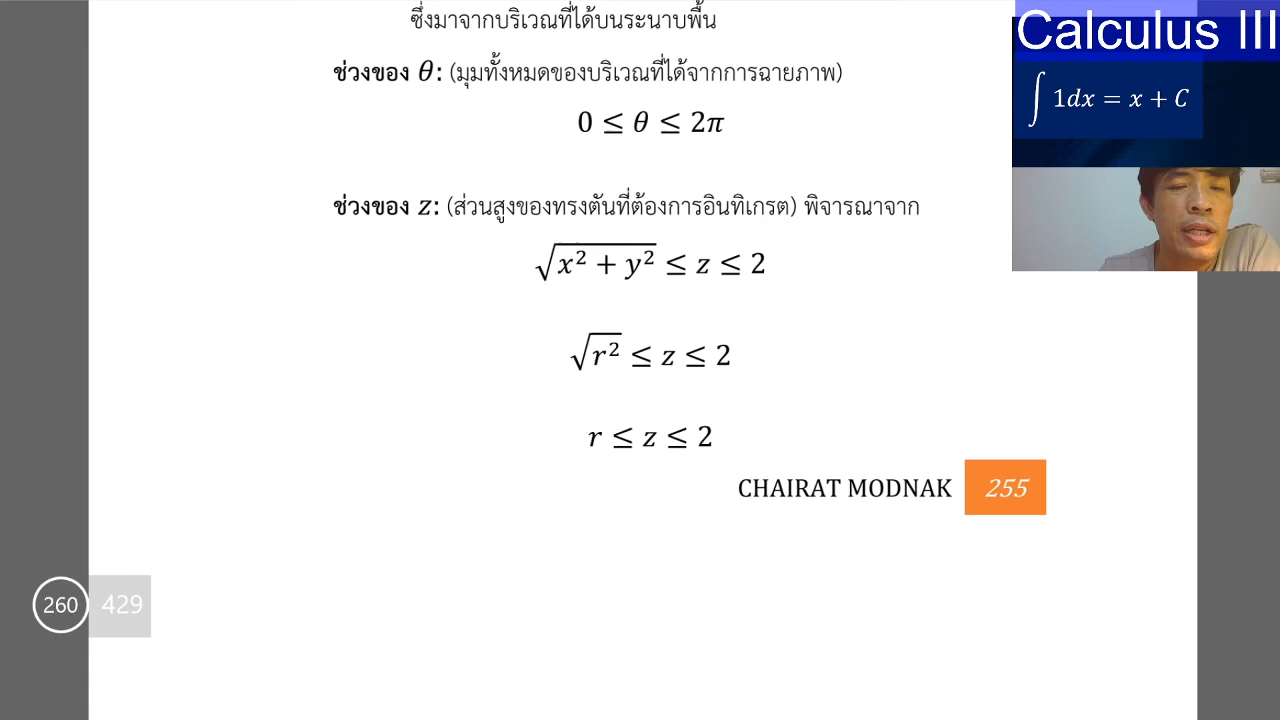 ซึ่งมาจากบริเวณที่ได้บนระนาบพื้น
ช่วงของ θ: (มุมทั้งหมดของบริเวณที่ได้จากการฉายภาพ)
0 ≤ θ ≤ 2π
ช่วงของ z: (ส่วนสูงของทรงตันที่ต้องการอินทิเกรต) พิจารณาจาก
√(x² + y²) ≤ z ≤ 2
√(r²) ≤ z ≤ 2
r ≤ z ≤ 2
CHAIRAT MODNAK 255
260 429
Calculus III
∫ 1dx = x + C